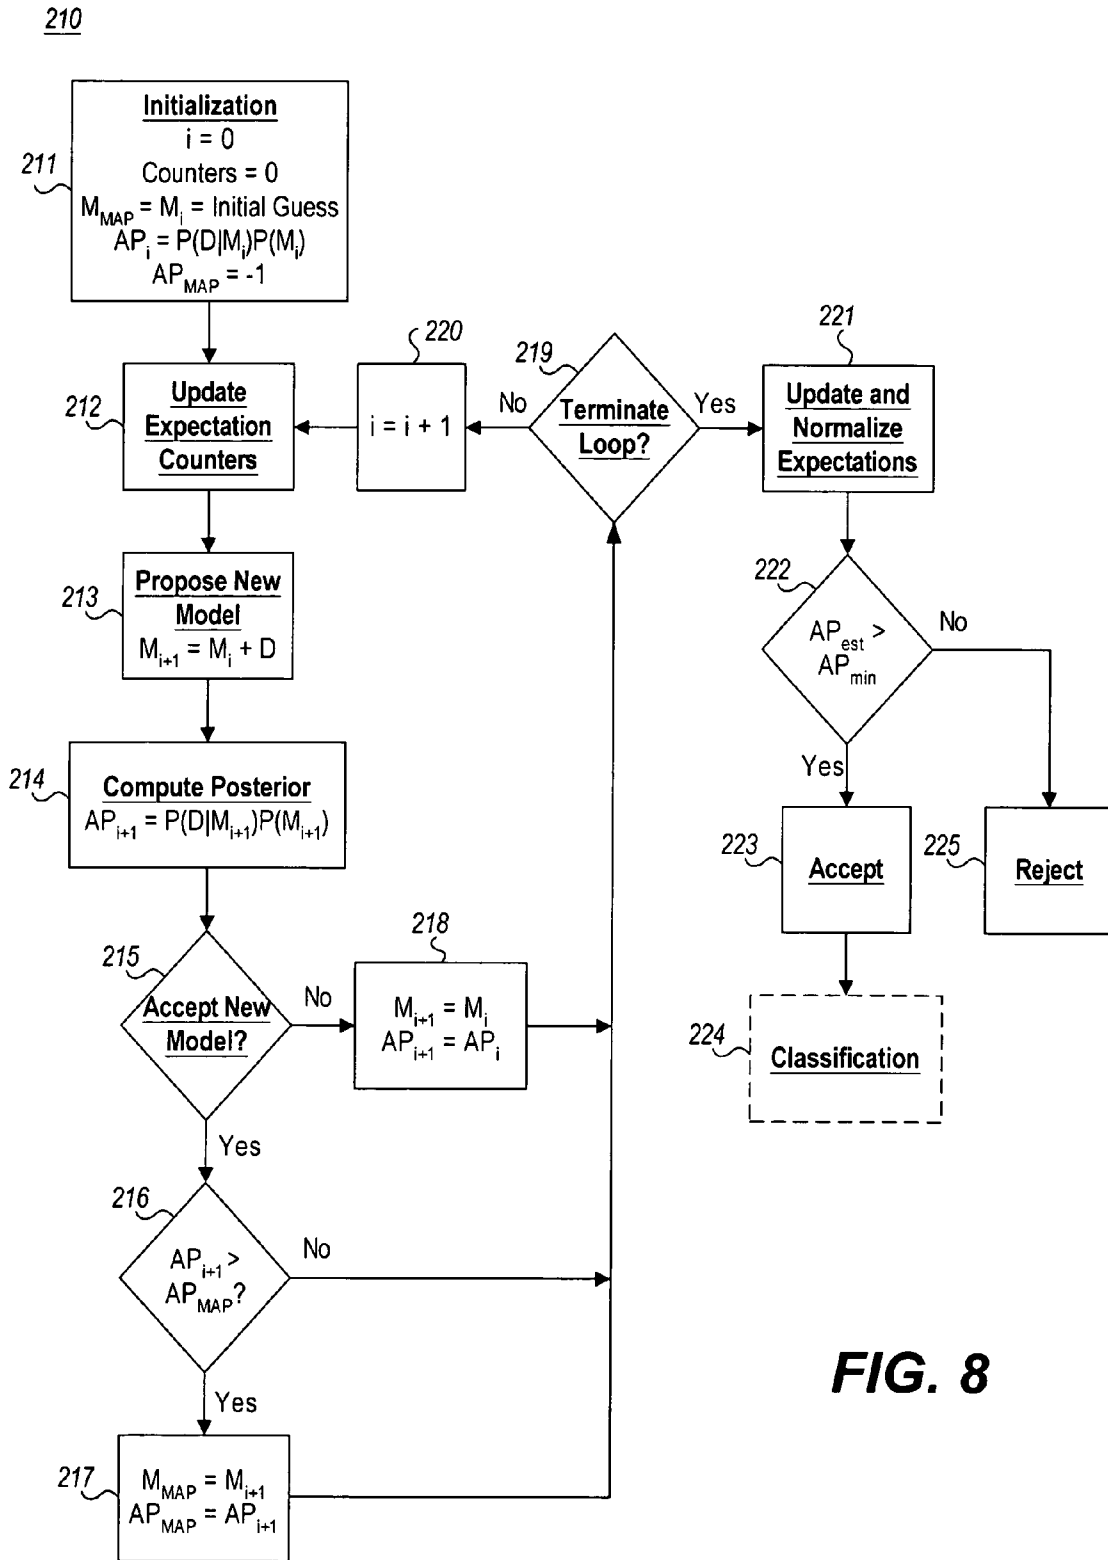 210
211
Initialization
i = 0
Counters = 0
M_MAP = M_i = Initial Guess
AP_i = P(D|M_i)P(M_i)
AP_MAP = -1
212
Update
Expectation
Counters
220
i = i + 1
No
219
Terminate
Loop?
Yes
221
Update and
Normalize
Expectations
213
Propose New
Model
M_i+1 = M_i + D
222
AP_est >
AP_min
No
Yes
214
Compute Posterior
AP_i+1 = P(D|M_i+1)P(M_i+1)
223
Accept
225
Reject
215
Accept New
Model?
No
218
M_i+1 = M_i
AP_i+1 = AP_i
224
Classification
Yes
216
AP_i+1 >
AP_MAP?
No
Yes
217
M_MAP = M_i+1
AP_MAP = AP_i+1
FIG. 8